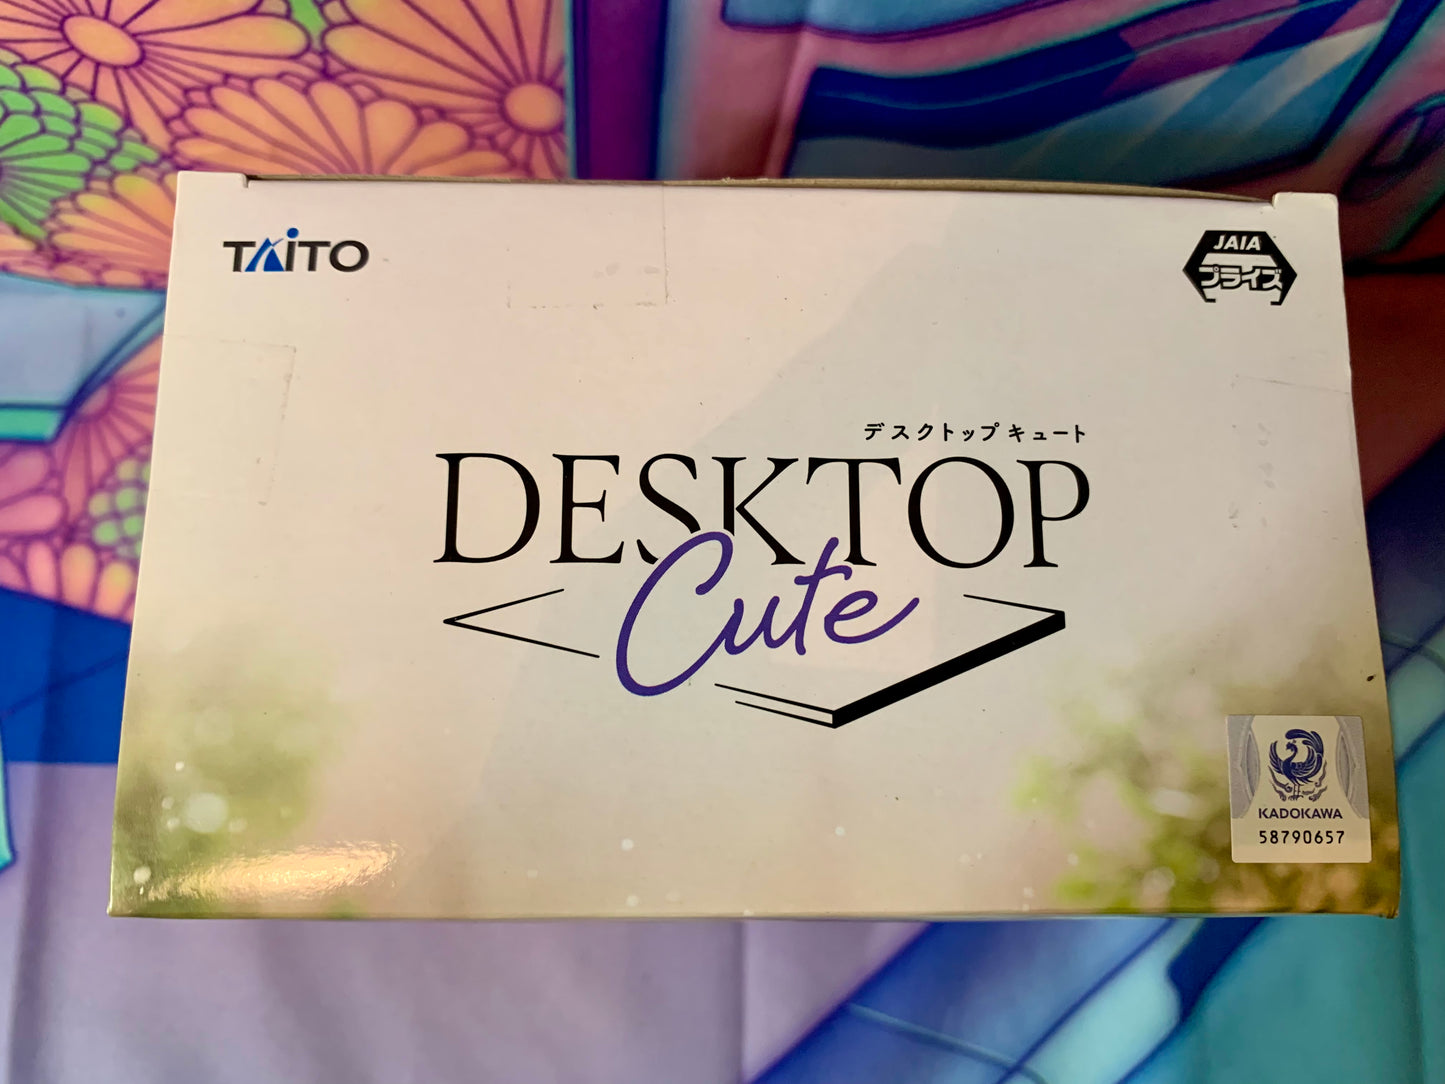 TAITO
JAIA
プライズ
デスクトップキュート
DESKTOP
Cute
KADOKAWA
58790657